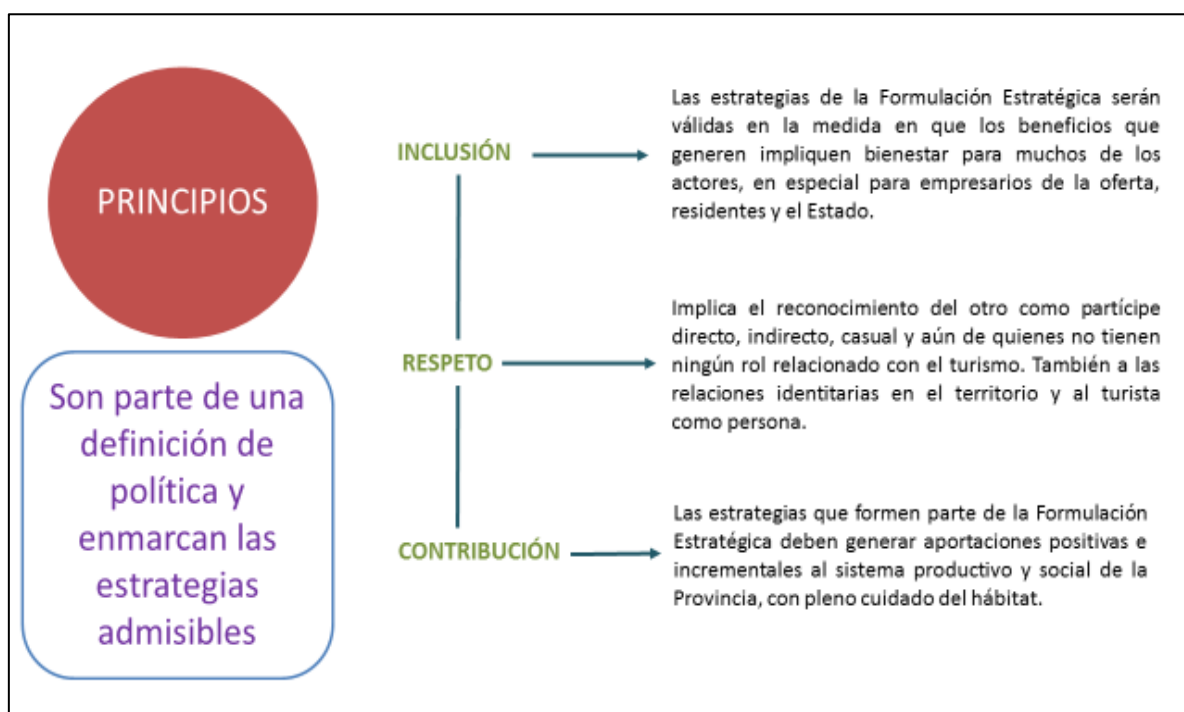 PRINCIPIOS
Son parte de una
definición de
política y
enmarcan las
estrategias
admisibles
INCLUSIÓN
Las estrategias de la Formulación Estratégica serán
válidas en la medida en que los beneficios que
generen impliquen bienestar para muchos de los
actores, en especial para empresarios de la oferta,
residentes y el Estado.
RESPETO
Implica el reconocimiento del otro como partícipe
directo, indirecto, casual y aún de quienes no tienen
ningún rol relacionado con el turismo. También a las
relaciones identitarias en el territorio y al turista
como persona.
CONTRIBUCIÓN
Las estrategias que formen parte de la Formulación
Estratégica deben generar aportaciones positivas e
incrementales al sistema productivo y social de la
Provincia, con pleno cuidado del hábitat.